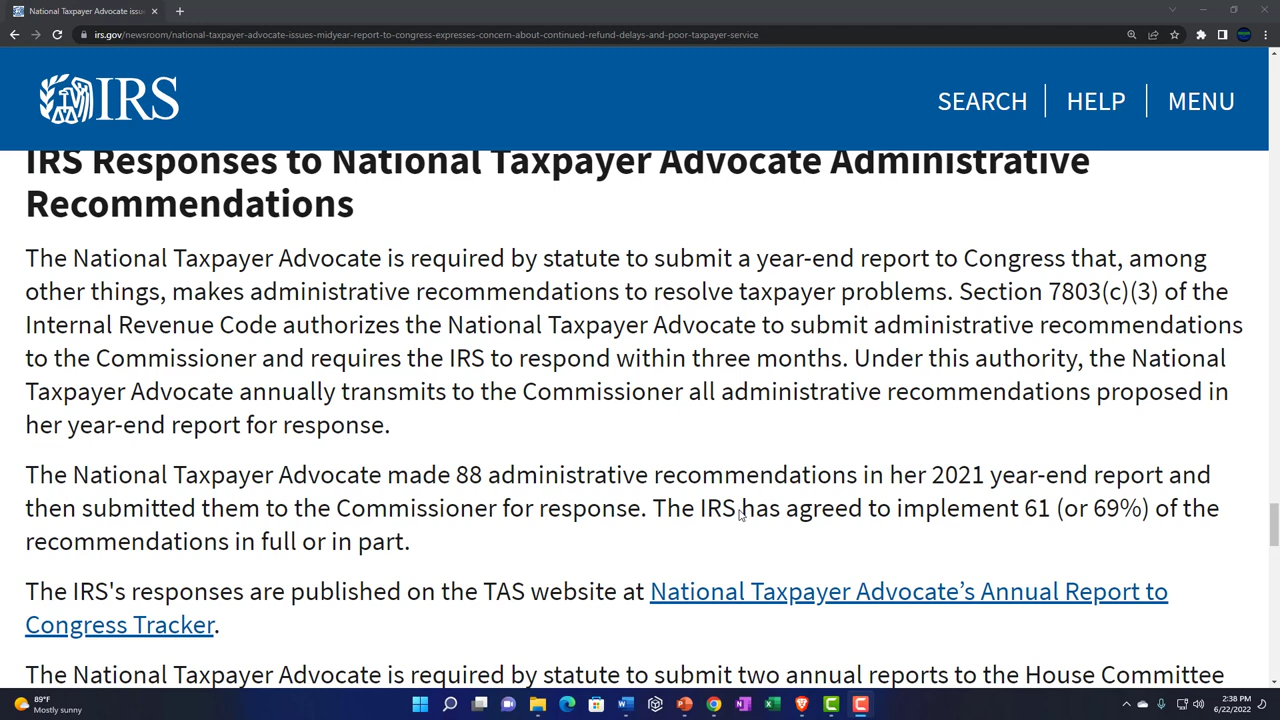 National Taxpayer Advocate issu
irs.gov/newsroom/national-taxpayer-advocate-issues-midyear-report-to-congress-expresses-concern-about-continued-refund-delays-and-poor-taxpayer-service
IRS
SEARCH
HELP
MENU
IRS Responses to National Taxpayer Advocate Administrative
Recommendations
The National Taxpayer Advocate is required by statute to submit a year-end report to Congress that, among
other things, makes administrative recommendations to resolve taxpayer problems. Section 7803(c)(3) of the
Internal Revenue Code authorizes the National Taxpayer Advocate to submit administrative recommendations
to the Commissioner and requires the IRS to respond within three months. Under this authority, the National
Taxpayer Advocate annually transmits to the Commissioner all administrative recommendations proposed in
her year-end report for response.
The National Taxpayer Advocate made 88 administrative recommendations in her 2021 year-end report and
then submitted them to the Commissioner for response. The IRS has agreed to implement 61 (or 69%) of the
recommendations in full or in part.
The IRS's responses are published on the TAS website at National Taxpayer Advocate’s Annual Report to
Congress Tracker.
The National Taxpayer Advocate is required by statute to submit two annual reports to the House Committee
89°F
Mostly sunny
2:38 PM
6/22/2022